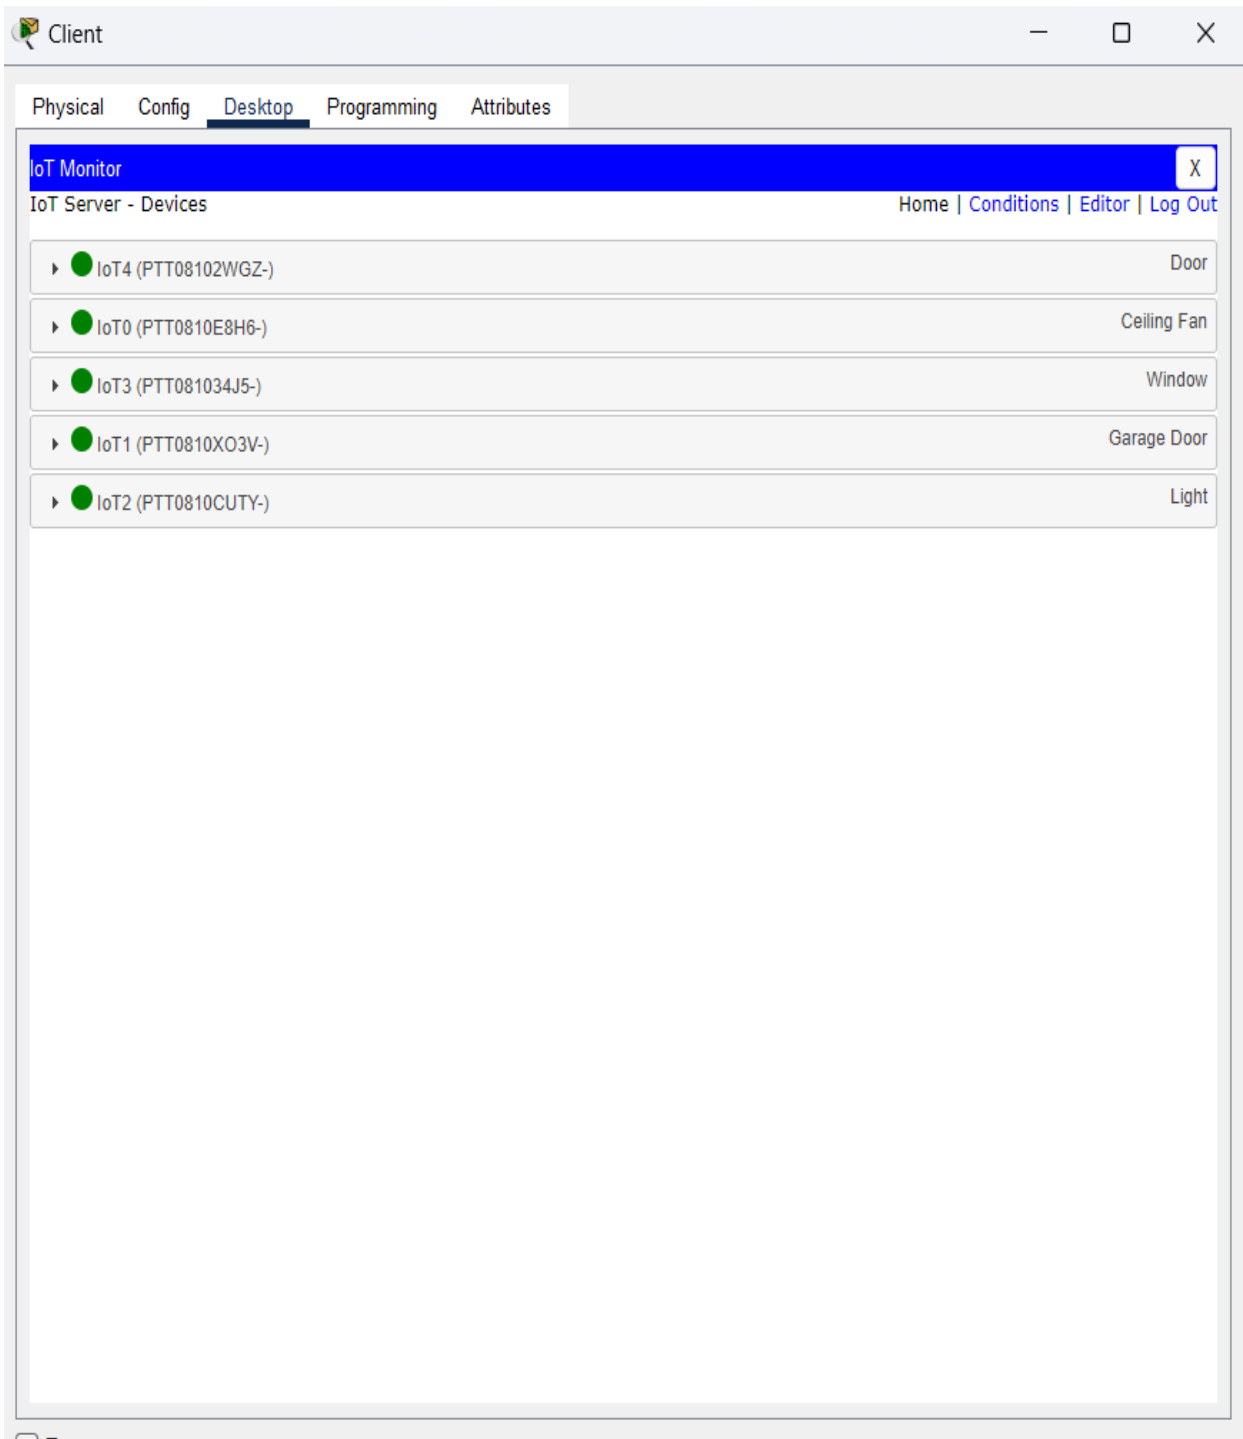 Client
Physical Config Desktop Programming Attributes
IoT Monitor X
IoT Server - Devices Home | Conditions | Editor | Log Out
IoT4 (PTT08102WGZ-) Door
IoT0 (PTT0810E8H6-) Ceiling Fan
IoT3 (PTT081034J5-) Window
IoT1 (PTT0810XO3V-) Garage Door
IoT2 (PTT0810CUTY-) Light